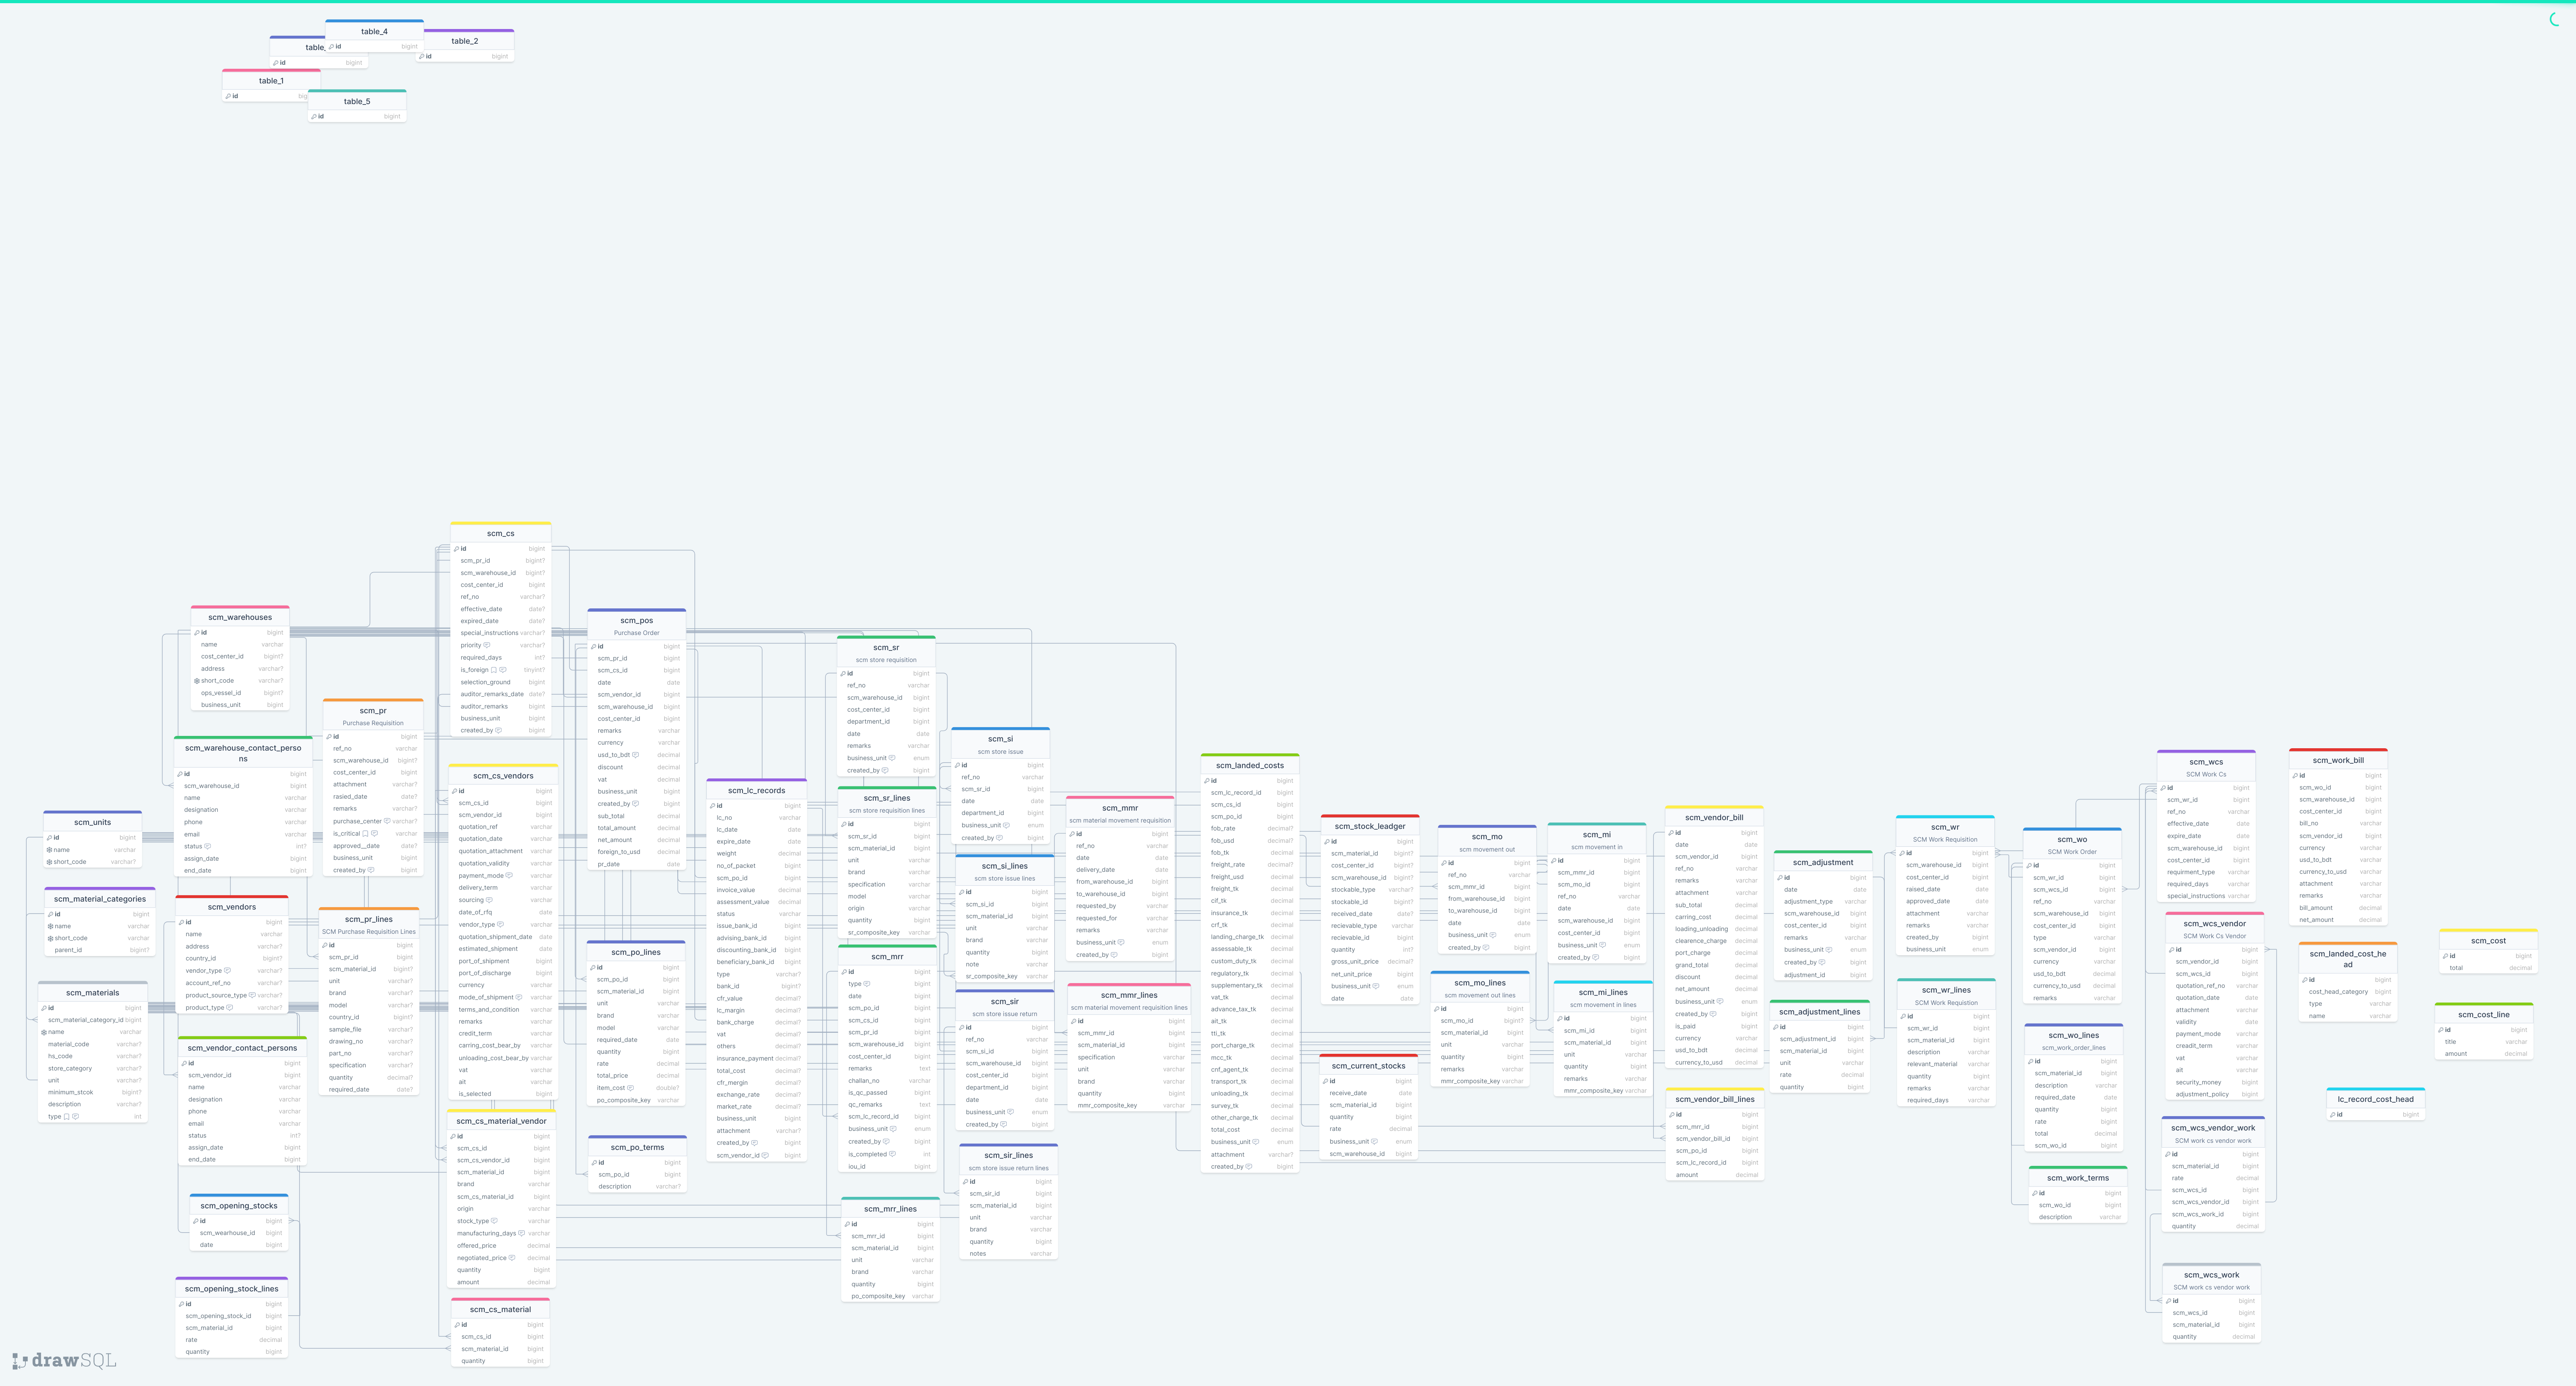 table_4
id bigint
table_
id bigint
table_2
id bigint
table_1
id big
table_5
id bigint
scm_units
id bigint
name varchar
short_code varchar?
scm_material_categories
id bigint
name varchar
short_code varchar
parent_id bigint?
scm_materials
id bigint
scm_material_category_id bigint
name varchar
material_code varchar?
hs_code varchar?
store_category varchar?
unit varchar?
minimum_stcok bigint?
description varchar?
type int
scm_warehouses
id bigint
name varchar
cost_center_id bigint?
address varchar?
short_code varchar?
ops_vessel_id bigint?
business_unit bigint
scm_warehouse_contact_perso
ns
id bigint
scm_warehouse_id bigint
name varchar
designation varchar
phone varchar
email varchar
status int?
assign_date bigint
end_date bigint
scm_vendors
id bigint
name varchar
address varchar?
country_id bigint?
vendor_type varchar?
account_ref_no varchar
product_source_type varchar?
product_type varchar?
scm_vendor_contact_persons
id bigint
scm_vendor_id bigint
name varchar
designation varchar
phone varchar
email varchar
status int?
assign_date bigint
end_date bigint
scm_opening_stocks
id bigint
scm_wearhouse_id bigint
date bigint
scm_opening_stock_lines
id bigint
scm_opening_stock_id bigint
scm_material_id bigint
rate decimal
quantity bigint
scm_pr
Purchase Requisition
id bigint
ref_no varchar
scm_warehouse_id bigint?
cost_center_id bigint
attachment varchar?
rasied_date date?
remarks varchar?
purchase_center varchar?
is_critical varchar
approved__date date?
business_unit bigint
created_by bigint
scm_pr_lines
SCM Purchase Requisition Lines
id bigint
scm_pr_id bigint
scm_material_id bigint?
unit varchar?
brand varchar?
model varchar?
country_id bigint?
sample_file varchar?
drawing_no varchar?
part_no varchar?
specification varchar?
quantity decimal?
required_date date?
scm_cs
id bigint
scm_pr_id bigint?
scm_warehouse_id bigint?
cost_center_id bigint
ref_no varchar?
effective_date date?
expired_date date?
special_instructions varchar?
priority varchar?
required_days int?
is_foreign tinyint?
selection_ground bigint
auditor_remarks_date date?
auditor_remarks bigint
business_unit bigint
created_by bigint
scm_cs_vendors
id bigint
scm_cs_id bigint
scm_vendor_id bigint
quotation_ref varchar
quotation_date varchar
quotation_attachment varchar
quotation_validity varchar
payment_mode varchar
delivery_term varchar
sourcing varchar
date_of_rfq date
vendor_type varchar
quotation_shipment_date date
estimated_shipment date
port_of_shipment varchar
port_of_discharge varchar
currency varchar
mode_of_shipment varchar
terms_and_condition varchar
remarks varchar
credit_term varchar
carring_cost_bear_by varchar
unloading_cost_bear_by varchar
vat varchar
ait varchar
is_selected bigint
scm_cs_material_vendor
id bigint
scm_cs_id bigint
scm_cs_vendor_id bigint
scm_material_id bigint
brand varchar
scm_cs_material_id bigint
origin varchar
stock_type varchar
manufacturing_days varchar
offered_price decimal
negotiated_price decimal
quantity bigint
amount decimal
scm_cs_material
id bigint
scm_cs_id bigint
scm_material_id bigint
quantity bigint
scm_pos
Purchase Order
id bigint
scm_pr_id bigint
scm_cs_id bigint
date date
scm_vendor_id bigint
scm_warehouse_id bigint
cost_center_id bigint
remarks varchar
currency varchar
usd_to_bdt decimal
discount decimal
vat decimal
business_unit bigint
created_by bigint
sub_total decimal
total_amount decimal
net_amount decimal
foreign_to_usd decimal
pr_date date
scm_po_lines
id bigint
scm_po_id bigint
scm_material_id bigint
unit varchar
brand varchar
model varchar
required_date date
quantity bigint
rate decimal
total_price decimal
item_cost double?
po_composite_key varchar
scm_po_terms
id bigint
scm_po_id bigint
description varchar?
scm_lc_records
id bigint
lc_no varchar
lc_date date
expire_date date
weight decimal
no_of_packet bigint
scm_po_id bigint
invoice_value decimal
assessment_value decimal
status varchar
issue_bank_id bigint
advising_bank_id bigint
discounting_bank_id bigint
beneficiary_bank_id bigint
type varchar?
bank_id bigint?
cfr_value decimal?
lc_margin decimal?
bank_charge decimal?
vat decimal?
others decimal?
insurance_payment decimal?
total_cost decimal?
cfr_margin decimal?
exchange_rate decimal?
market_rate decimal?
business_unit bigint
attachment varchar?
created_by bigint
scm_vendor_id bigint
scm_sr
scm store requisition
id bigint
ref_no varchar
scm_warehouse_id bigint
cost_center_id bigint
department_id bigint
date date
remarks varchar
business_unit enum
created_by bigint
scm_sr_lines
scm store requisition lines
id bigint
scm_sr_id bigint
scm_material_id bigint
unit varchar
brand varchar
specification varchar
model varchar
origin varchar
quantity bigint
sr_composite_key varchar
scm_mrr
id bigint
type bigint
date bigint
scm_po_id bigint
scm_cs_id bigint
scm_pr_id bigint
scm_warehouse_id bigint
cost_center_id bigint
remarks text
challan_no varchar
is_qc_passed bigint
qc_remarks text
scm_lc_record_id bigint
business_unit enum
created_by bigint
is_completed int
iou_id bigint
scm_mrr_lines
id bigint
scm_mrr_id bigint
scm_material_id bigint
unit varchar
brand varchar
quantity bigint
po_composite_key varchar
scm_si
scm store issue
id bigint
ref_no varchar
scm_sr_id bigint
date date
department_id bigint
business_unit enum
created_by bigint
scm_si_lines
scm store issue lines
id bigint
scm_si_id bigint
scm_material_id bigint
unit varchar
brand varchar
quantity bigint
note varchar
sr_composite_key varchar
scm_sir
scm store issue return
id bigint
ref_no varchar
scm_si_id bigint
scm_warehouse_id bigint
cost_center_id bigint
department_id bigint
date date
business_unit enum
created_by bigint
scm_sir_lines
scm store issue return lines
id bigint
scm_sir_id bigint
scm_material_id bigint
unit varchar
brand varchar
quantity bigint
notes varchar
scm_mmr
scm material movement requisition
id bigint
ref_no varchar
date date
delivery_date date
from_warehouse_id bigint
to_warehouse_id bigint
requested_by varchar
requested_for varchar
remarks varchar
business_unit enum
created_by bigint
scm_mmr_lines
scm material movement requisition lines
id bigint
scm_mmr_id bigint
scm_material_id bigint
specification varchar
unit varchar
brand varchar
quantity bigint
mmr_composite_key varchar
scm_landed_costs
id bigint
scm_lc_record_id bigint
scm_cs_id bigint
scm_po_id bigint
fob_rate decimal?
fob_usd decimal?
fob_tk decimal
freight_rate decimal?
freight_usd decimal
freight_tk decimal
cif_tk decimal
insurance_tk decimal
crf_tk decimal
landing_charge_tk decimal
assessable_tk decimal
custom_duty_tk decimal
regulatory_tk decimal
supplementary_tk decimal
vat_tk decimal
advance_tax_tk decimal
ait_tk decimal
tti_tk decimal
port_charge_tk decimal
mcc_tk decimal
cnf_agent_tk decimal
transport_tk decimal
unloading_tk decimal
survey_tk decimal
other_charge_tk decimal
total_cost decimal
business_unit enum
attachment varchar?
created_by bigint
scm_stock_leadger
id bigint
scm_material_id bigint?
cost_center_id bigint?
scm_warehouse_id bigint?
stockable_type varchar?
stockable_id bigint?
received_date date?
recievable_type varchar
recievable_id bigint
quantity int?
gross_unit_price decimal?
net_unit_price bigint
business_unit enum
date date
scm_current_stocks
id bigint
receive_date date
scm_material_id bigint
quantity bigint
rate decimal
business_unit enum
scm_warehouse_id bigint
scm_mo
scm movement out
id bigint
ref_no varchar
scm_mmr_id bigint
from_warehouse_id bigint
to_warehouse_id bigint
date date
business_unit enum
created_by bigint
scm_mo_lines
scm movement out lines
id bigint
scm_mo_id bigint?
scm_material_id bigint
unit varchar
quantity bigint
remarks varchar
mmr_composite_key varchar
scm_mi
scm movement in
id bigint
scm_mmr_id bigint
scm_mo_id bigint
ref_no varchar
date date
scm_warehouse_id bigint
cost_center_id bigint
business_unit enum
created_by bigint
scm_mi_lines
scm movement in lines
id bigint
scm_mi_id bigint
scm_material_id bigint
unit varchar
quantity bigint
remarks varchar
mmr_composite_key varchar
scm_vendor_bill
id bigint
date date
scm_vendor_id bigint
ref_no varchar
remarks varchar
attachment varchar
sub_total decimal
carring_cost decimal
loading_unloading decimal
clearence_charge decimal
port_charge decimal
grand_total decimal
discount decimal
net_amount decimal
business_unit enum
created_by bigint
is_paid bigint
currency varchar
usd_to_bdt decimal
currency_to_usd decimal
scm_vendor_bill_lines
id bigint
scm_mrr_id bigint
scm_vendor_bill_id bigint
scm_po_id bigint
scm_lc_record_id bigint
amount decimal
scm_adjustment
id bigint
date date
adjustment_type varchar
scm_warehouse_id bigint
cost_center_id bigint
remarks varchar
business_unit enum
created_by bigint
adjustment_id bigint
scm_adjustment_lines
id bigint
scm_adjustment_id bigint
scm_material_id bigint
unit varchar
rate decimal
quantity bigint
scm_wr
SCM Work Requisition
id bigint
scm_warehouse_id bigint
cost_center_id bigint
raised_date date
approved_date date
attachment varchar
remarks varchar
created_by bigint
business_unit enum
scm_wr_lines
SCM Work Requistion
id bigint
scm_wr_id bigint
scm_material_id bigint
description varchar
relevant_material varchar
quantity bigint
remarks varchar
required_days varchar
scm_wo
SCM Work Order
id bigint
scm_wr_id bigint
scm_wcs_id bigint
ref_no varchar
scm_warehouse_id bigint
cost_center_id bigint
type varchar
scm_vendor_id bigint
currency varchar
usd_to_bdt decimal
currency_to_usd decimal
remarks varchar
scm_wo_lines
scm_work_order_lines
id bigint
scm_material_id bigint
description varchar
required_date date
quantity bigint
rate bigint
total decimal
scm_wo_id bigint
scm_work_terms
id bigint
scm_wo_id bigint
description varchar
scm_wcs
SCM Work Cs
id bigint
scm_wr_id bigint
ref_no varchar
effective_date date
expire_date date
scm_warehouse_id bigint
cost_center_id bigint
requirment_type varchar
required_days varchar
special_instructions varchar
scm_wcs_vendor
SCM Work Cs Vendor
id bigint
scm_vendor_id bigint
scm_wcs_id bigint
quotation_ref_no varchar
quotation_date date
attachment varchar
validity date
payment_mode varchar
creadit_term varchar
vat varchar
ait varchar
security_money bigint
adjustment_policy bigint
scm_wcs_vendor_work
SCM work cs vendor work
id bigint
scm_material_id bigint
rate decimal
scm_wcs_id bigint
scm_wcs_vendor_id bigint
scm_wcs_work_id bigint
quantity decimal
scm_wcs_work
SCM work cs vendor work
id bigint
scm_wcs_id bigint
scm_material_id bigint
quantity decimal
scm_work_bill
id bigint
scm_wo_id bigint
scm_warehouse_id bigint
cost_center_id bigint
bill_no varchar
scm_vendor_id bigint
currency varchar
usd_to_bdt varchar
currency_to_usd varchar
attachment varchar
remarks varchar
bill_amount decimal
net_amount decimal
scm_landed_cost_he
ad
id bigint
cost_head_category bigint
type varchar
name varchar
lc_record_cost_head
id bigint
scm_cost
id bigint
total decimal
scm_cost_line
id bigint
title varchar
amount decimal
drawSQL